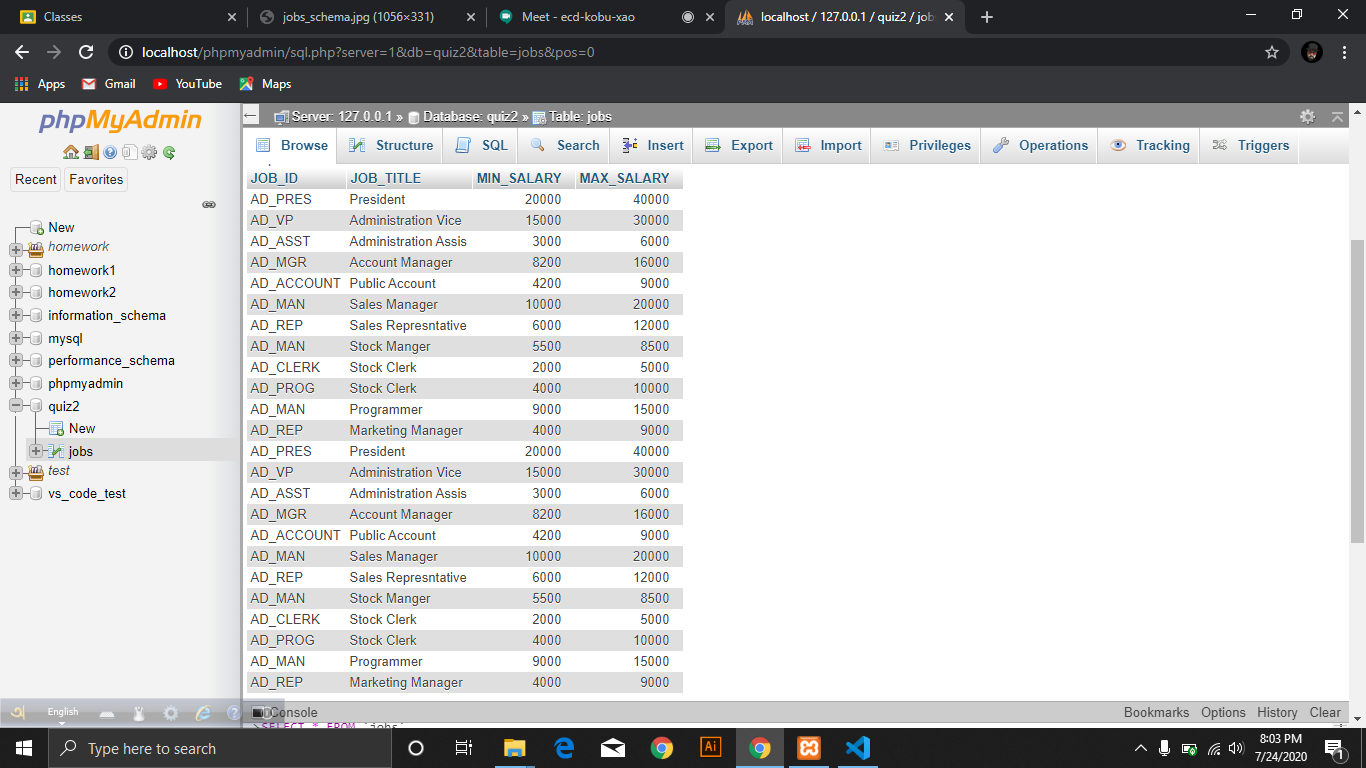 Classes
jobs_schema.jpg (1056×331)
Meet - ecd-kobu-xao
localhost / 127.0.0.1 / quiz2 / job
localhost/phpmyadmin/sql.php?server=1&db=quiz2&table=jobs&pos=0
Apps Gmail YouTube Maps
phpMyAdmin
Recent Favorites
New
homework
homework1
homework2
information_schema
mysql
performance_schema
phpmyadmin
quiz2
New
jobs
test
vs_code_test
Server: 127.0.0.1 » Database: quiz2 » Table: jobs
Browse Structure SQL Search Insert Export Import Privileges Operations Tracking Triggers
JOB_ID JOB_TITLE MIN_SALARY MAX_SALARY
AD_PRES President 20000 40000
AD_VP Administration Vice 15000 30000
AD_ASST Administration Assis 3000 6000
AD_MGR Account Manager 8200 16000
AD_ACCOUNT Public Account 4200 9000
AD_MAN Sales Manager 10000 20000
AD_REP Sales Represntative 6000 12000
AD_MAN Stock Manger 5500 8500
AD_CLERK Stock Clerk 2000 5000
AD_PROG Stock Clerk 4000 10000
AD_MAN Programmer 9000 15000
AD_REP Marketing Manager 4000 9000
AD_PRES President 20000 40000
AD_VP Administration Vice 15000 30000
AD_ASST Administration Assis 3000 6000
AD_MGR Account Manager 8200 16000
AD_ACCOUNT Public Account 4200 9000
AD_MAN Sales Manager 10000 20000
AD_REP Sales Represntative 6000 12000
AD_MAN Stock Manger 5500 8500
AD_CLERK Stock Clerk 2000 5000
AD_PROG Stock Clerk 4000 10000
AD_MAN Programmer 9000 15000
AD_REP Marketing Manager 4000 9000
English
Console Bookmarks Options History Clear
>SELECT * FROM `jobs`
Type here to search
Ai
8:03 PM
7/24/2020
1